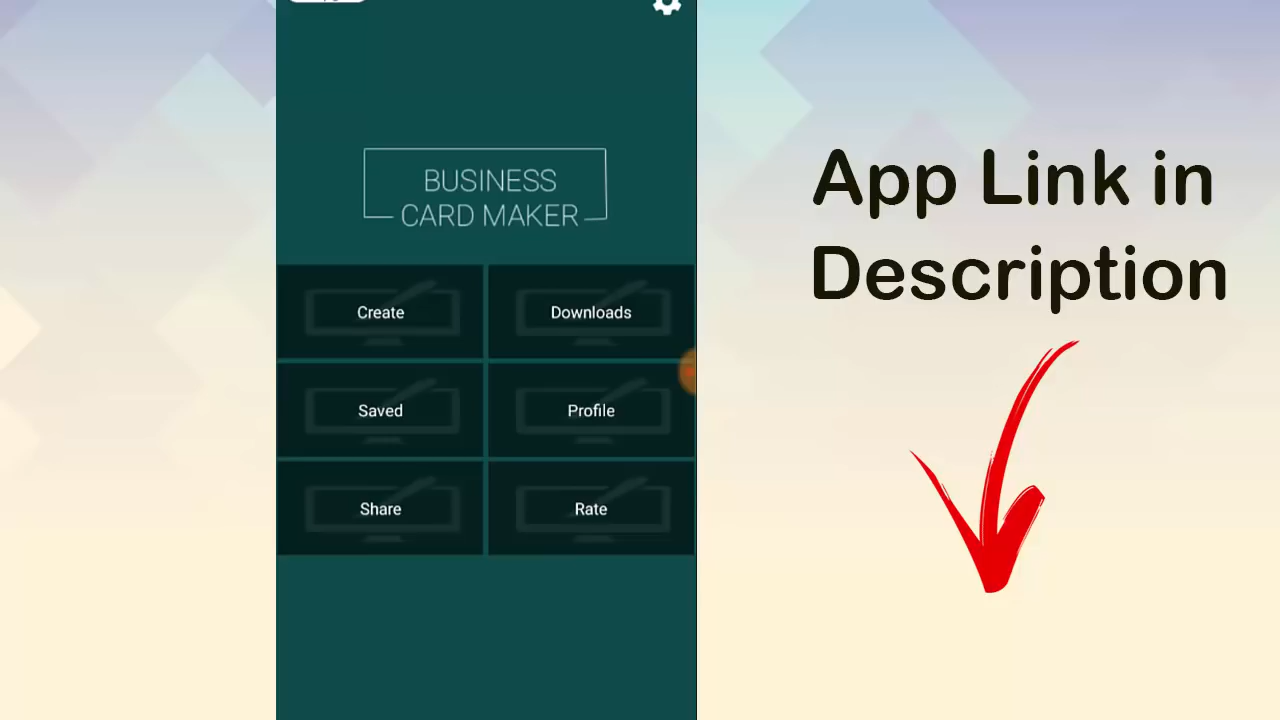 BUSINESS
CARD MAKER
Create
Downloads
Saved
Profile
Share
Rate
App Link in
Description